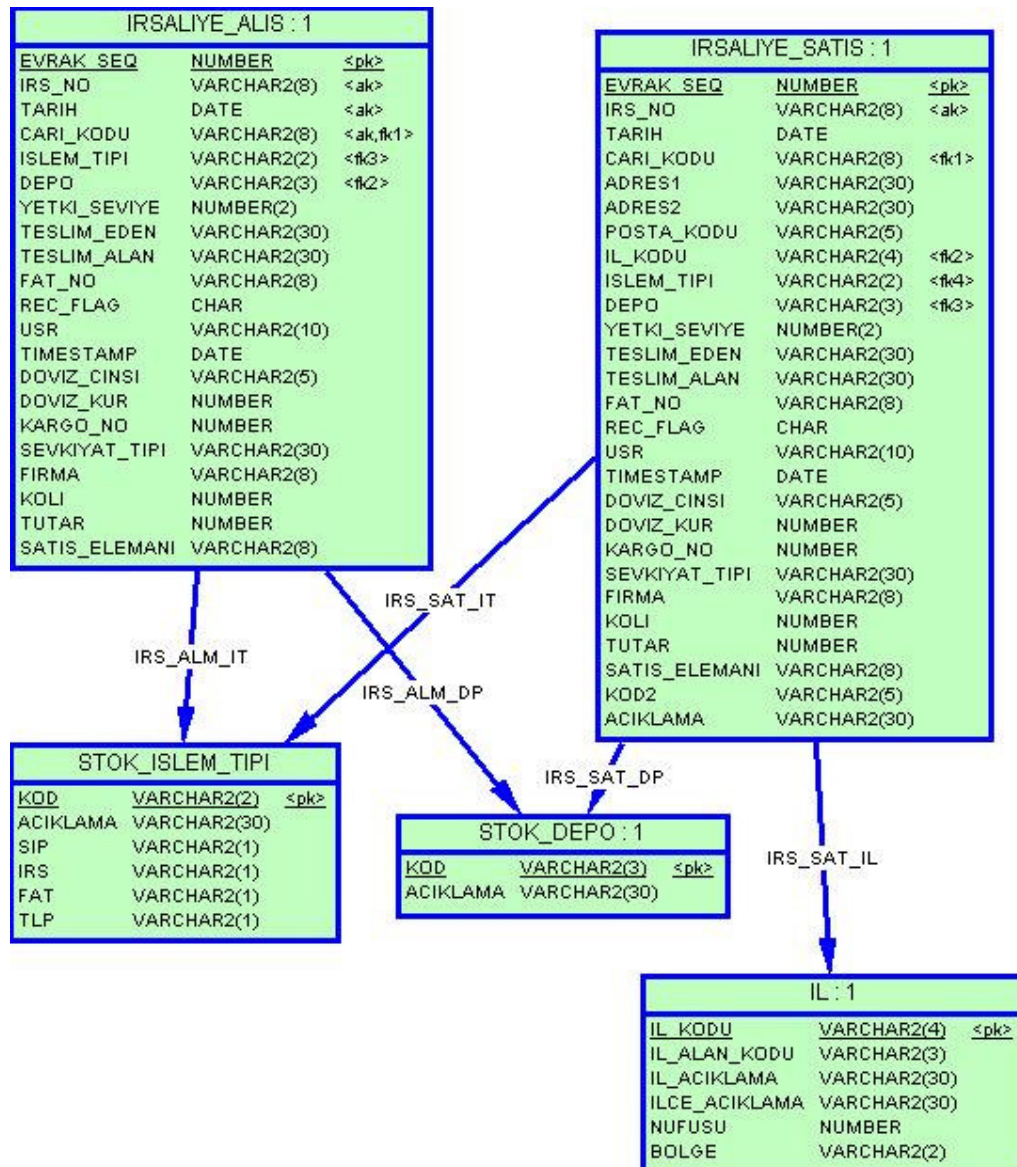 IRSALIYE_ALIS : 1
EVRAK_SEQ NUMBER <pk>
IRS_NO VARCHAR2(8) <ak>
TARIH DATE <ak>
CARI_KODU VARCHAR2(8) <ak,fk1>
ISLEM_TIPI VARCHAR2(2) <fk3>
DEPO VARCHAR2(3) <fk2>
YETKI_SEVIYE NUMBER(2)
TESLIM_EDEN VARCHAR2(30)
TESLIM_ALAN VARCHAR2(30)
FAT_NO VARCHAR2(8)
REC_FLAG CHAR
USR VARCHAR2(10)
TIMESTAMP DATE
DOVIZ_CINSI VARCHAR2(5)
DOVIZ_KUR NUMBER
KARGO_NO NUMBER
SEVKIYAT_TIPI VARCHAR2(30)
FIRMA VARCHAR2(8)
KOLI NUMBER
TUTAR NUMBER
SATIS_ELEMANI VARCHAR2(8)
IRSALIYE_SATIS : 1
EVRAK_SEQ NUMBER <pk>
IRS_NO VARCHAR2(8) <ak>
TARIH DATE
CARI_KODU VARCHAR2(8) <fk1>
ADRES1 VARCHAR2(30)
ADRES2 VARCHAR2(30)
POSTA_KODU VARCHAR2(5)
IL_KODU VARCHAR2(4) <fk2>
ISLEM_TIPI VARCHAR2(2) <fk4>
DEPO VARCHAR2(3) <fk3>
YETKI_SEVIYE NUMBER(2)
TESLIM_EDEN VARCHAR2(30)
TESLIM_ALAN VARCHAR2(30)
FAT_NO VARCHAR2(8)
REC_FLAG CHAR
USR VARCHAR2(10)
TIMESTAMP DATE
DOVIZ_CINSI VARCHAR2(5)
DOVIZ_KUR NUMBER
KARGO_NO NUMBER
SEVKIYAT_TIPI VARCHAR2(30)
FIRMA VARCHAR2(8)
KOLI NUMBER
TUTAR NUMBER
SATIS_ELEMANI VARCHAR2(8)
KOD2 VARCHAR2(5)
ACIKLAMA VARCHAR2(30)
IRS_SAT_IT
IRS_ALM_IT
IRS_ALM_DP
IRS_SAT_DP
IRS_SAT_IL
STOK_ISLEM_TIPI
KOD VARCHAR2(2) <pk>
ACIKLAMA VARCHAR2(30)
SIP VARCHAR2(1)
IRS VARCHAR2(1)
FAT VARCHAR2(1)
TLP VARCHAR2(1)
STOK_DEPO : 1
KOD VARCHAR2(3) <pk>
ACIKLAMA VARCHAR2(30)
IL : 1
IL_KODU VARCHAR2(4) <pk>
IL_ALAN_KODU VARCHAR2(3)
IL_ACIKLAMA VARCHAR2(30)
ILCE_ACIKLAMA VARCHAR2(30)
NUFUSU NUMBER
BOLGE VARCHAR2(2)